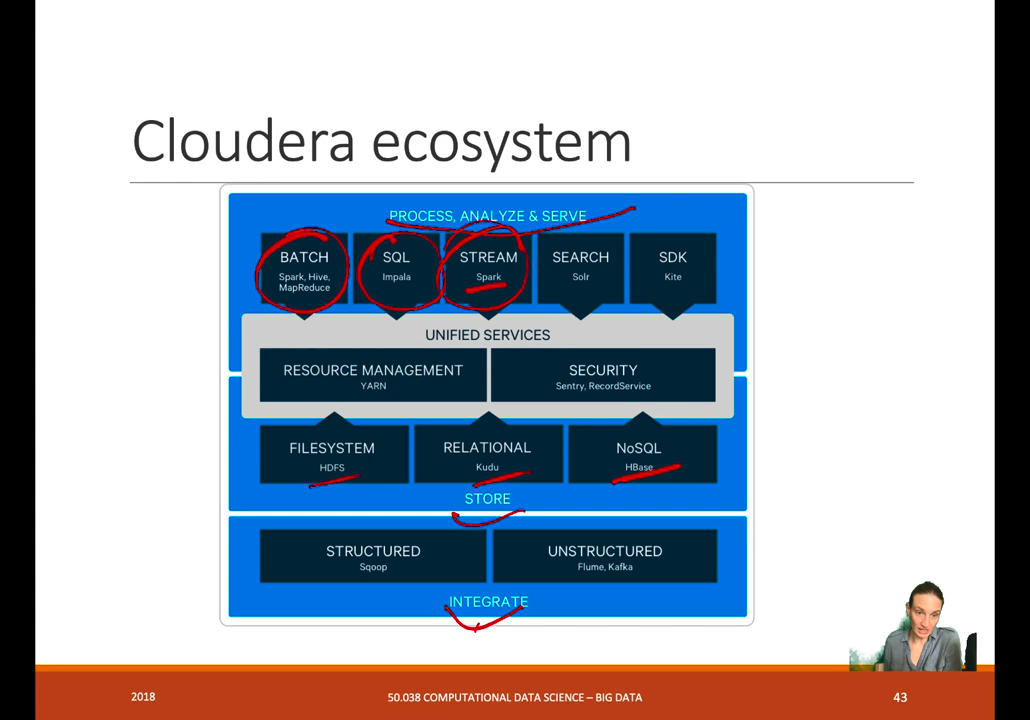 Cloudera ecosystem
PROCESS, ANALYZE & SERVE
BATCH
Spark, Hive,
MapReduce
SQL
Impala
STREAM
Spark
SEARCH
Solr
SDK
Kite
UNIFIED SERVICES
RESOURCE MANAGEMENT
YARN
SECURITY
Sentry, RecordService
FILESYSTEM
HDFS
RELATIONAL
Kudu
NoSQL
HBase
STORE
STRUCTURED
Sqoop
UNSTRUCTURED
Flume, Kafka
INTEGRATE
2018
50.038 COMPUTATIONAL DATA SCIENCE – BIG DATA
43